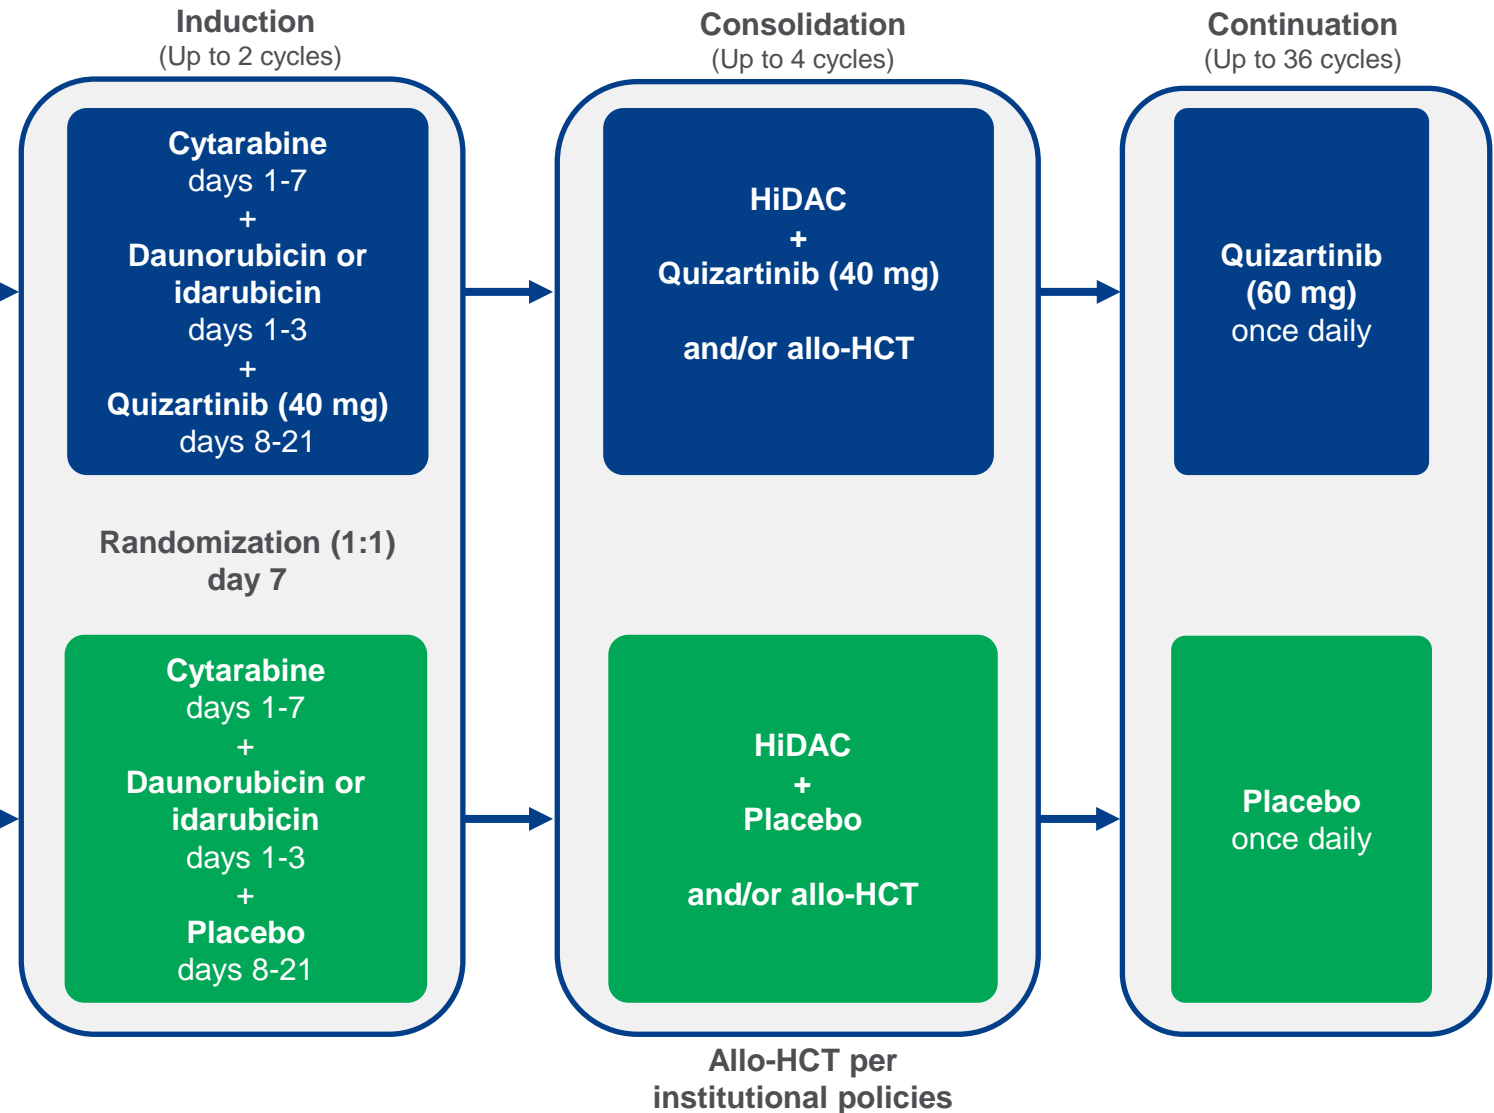 Induction
(Up to 2 cycles)
Cytarabine
days 1-7
+
Daunorubicin or
idarubicin
days 1-3
+
Quizartinib (40 mg)
days 8-21
Randomization (1:1)
day 7
Cytarabine
days 1-7
+
Daunorubicin or
idarubicin
days 1-3
+
Placebo
days 8-21
Consolidation
(Up to 4 cycles)
HiDAC
+
Quizartinib (40 mg)
and/or allo-HCT
HiDAC
+
Placebo
and/or allo-HCT
Allo-HCT per
institutional policies
Continuation
(Up to 36 cycles)
Quizartinib
(60 mg)
once daily
Placebo
once daily